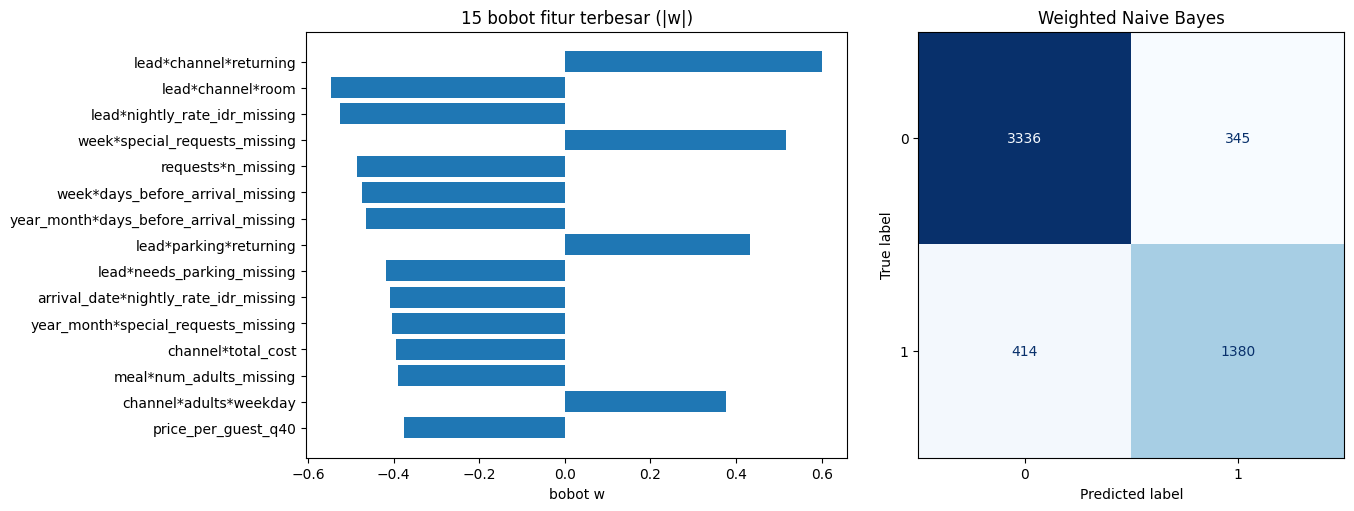 15 bobot fitur terbesar (|w|)
lead*channel*returning
lead*channel*room
lead*nightly_rate_idr_missing
week*special_requests_missing
requests*n_missing
week*days_before_arrival_missing
year_month*days_before_arrival_missing
lead*parking*returning
lead*needs_parking_missing
arrival_date*nightly_rate_idr_missing
year_month*special_requests_missing
channel*total_cost
meal*num_adults_missing
channel*adults*weekday
price_per_guest_q40
−0.6 −0.4 −0.2 0.0 0.2 0.4 0.6
bobot w
Weighted Naive Bayes
True label
0 3336 345
1 414 1380
0 1
Predicted label